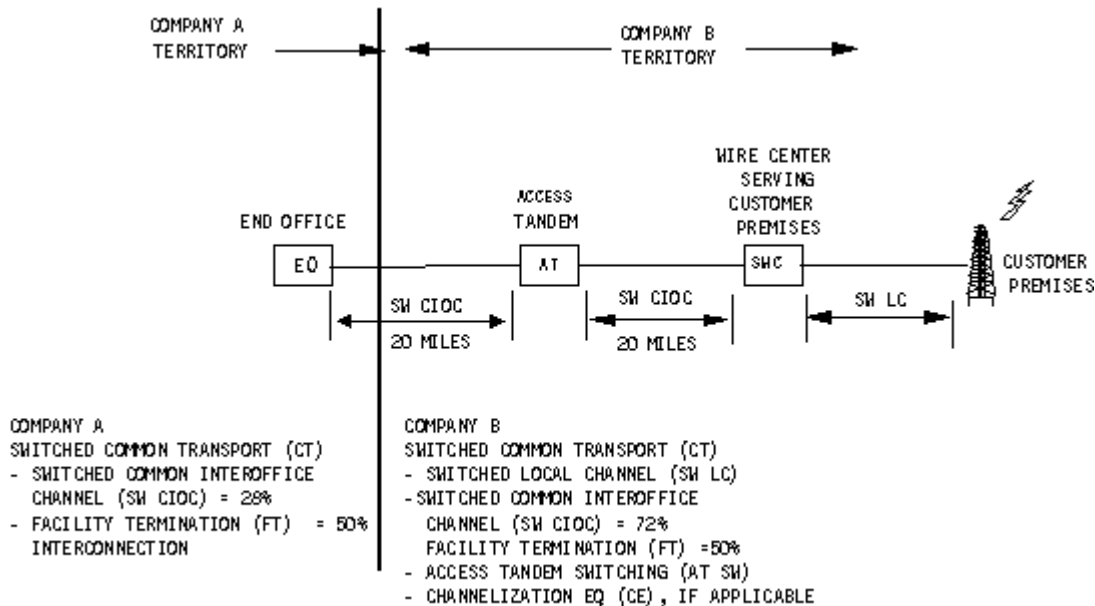 COMPANY A
TERRITORY
COMPANY B
TERRITORY
WIRE CENTER
SERVING
CUSTOMER
PREMISES
ACCESS
TANDEM
END OFFICE
EO
AT
SWC
CUSTOMER
PREMISES
SW CIOC
20 MILES
SW CIOC
20 MILES
SW LC
COMPANY A
SWITCHED COMMON TRANSPORT (CT)
- SWITCHED COMMON INTEROFFICE
CHANNEL (SW CIOC) = 28%
- FACILITY TERMINATION (FT) = 50%
INTERCONNECTION
COMPANY B
SWITCHED COMMON TRANSPORT (CT)
- SWITCHED LOCAL CHANNEL (SW LC)
-SWITCHED COMMON INTEROFFICE
CHANNEL (SW CIOC) = 72%
FACILITY TERMINATION (FT) =50%
- ACCESS TANDEM SWITCHING (AT SW)
- CHANNELIZATION EQ (CE), IF APPLICABLE